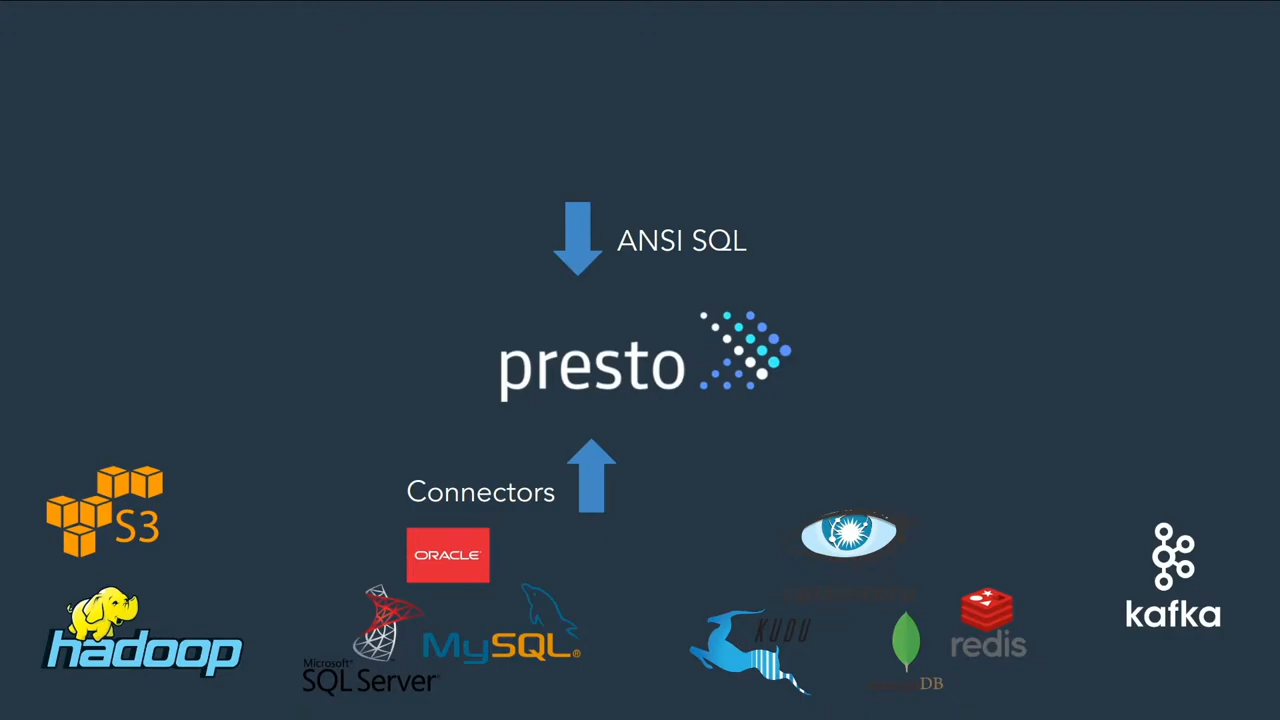 ANSI SQL
presto
Connectors
S3
ORACLE
hadoop
Microsoft®
SQL Server®
MySQL®
KUDU
DB
redis
kafka